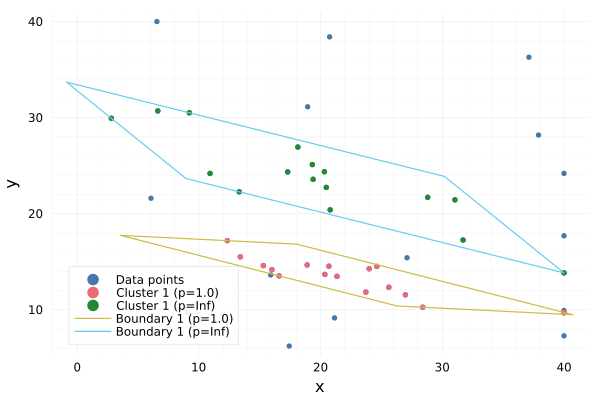 40
30
20
10
y
Data points
Cluster 1 (p=1.0)
Cluster 1 (p=Inf)
Boundary 1 (p=1.0)
Boundary 1 (p=Inf)
0 10 20 30 40
x